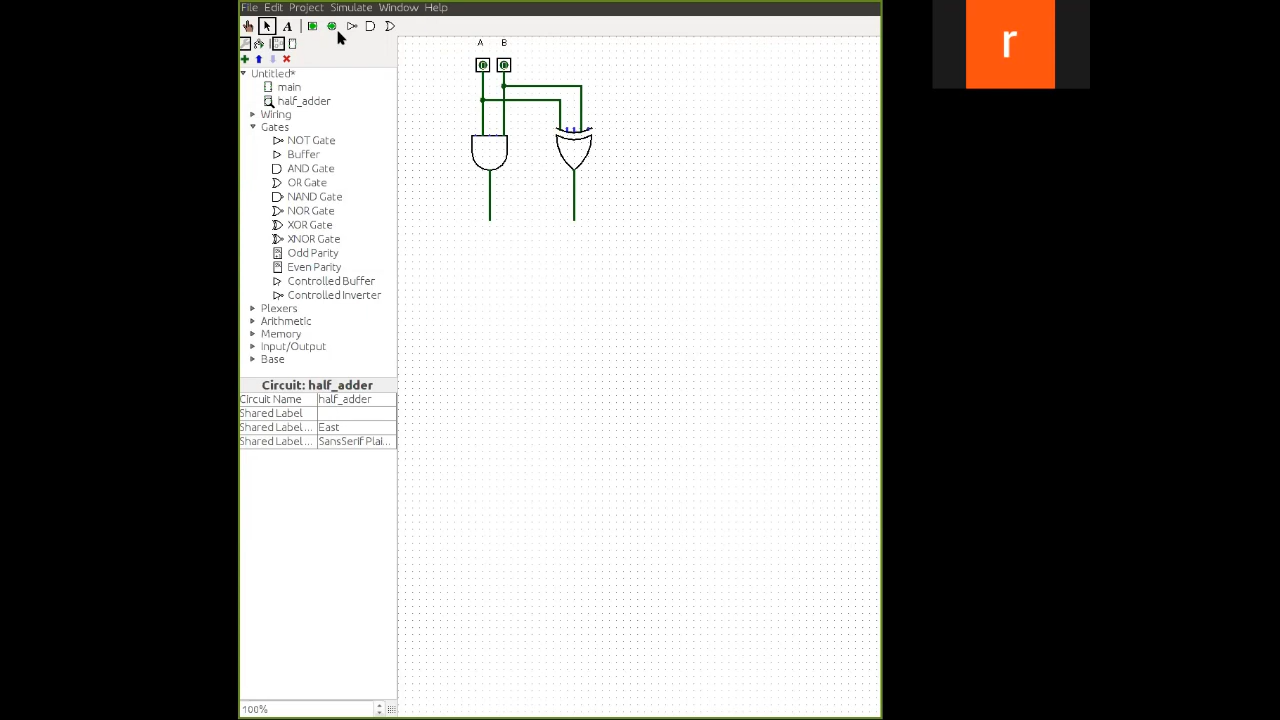 File Edit Project Simulate Window Help
A
Untitled*
main
half_adder
Wiring
Gates
NOT Gate
Buffer
AND Gate
OR Gate
NAND Gate
NOR Gate
XOR Gate
XNOR Gate
Odd Parity
Even Parity
Controlled Buffer
Controlled Inverter
Plexers
Arithmetic
Memory
Input/Output
Base
Circuit: half_adder
Circuit Name half_adder
Shared Label
Shared Label ... East
Shared Label ... SansSerif Plai...
100%
A B
r